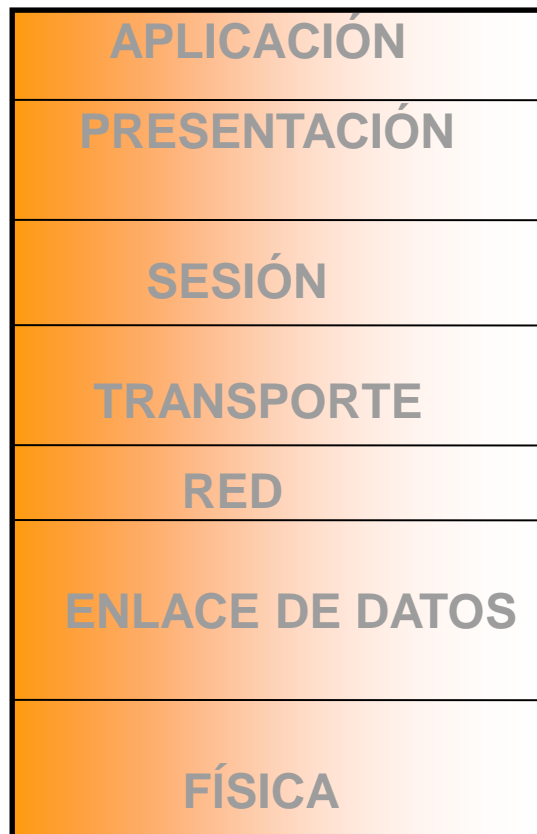 APLICACIÓN
PRESENTACIÓN
SESIÓN
TRANSPORTE
RED
ENLACE DE DATOS
FÍSICA